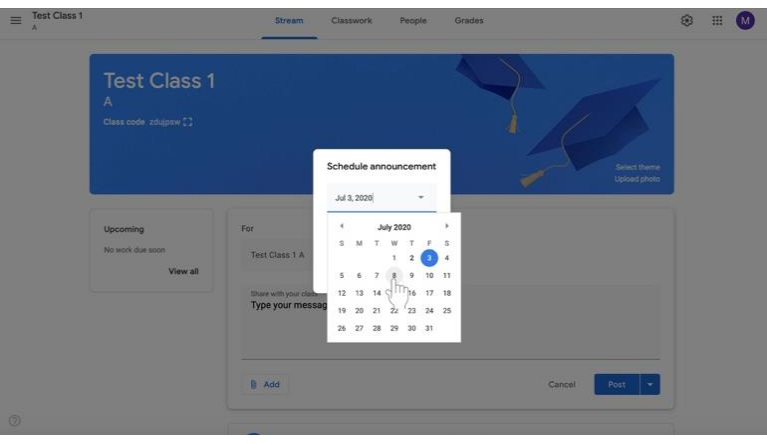 Test Class 1
A
Stream Classwork People Grades
M
Test Class 1
A
Class code zdujpsw
Select theme
Upload photo
Schedule announcement
Jul 3, 2020
July 2020
S M T W T F S
1 2 3 4
5 6 7 8 9 10 11
12 13 14 16 17 18
19 20 21 22 23 24 25
26 27 28 29 30 31
Upcoming
No work due soon
View all
For
Test Class 1 A
Share with your class
Type your messag
Add
Cancel Post